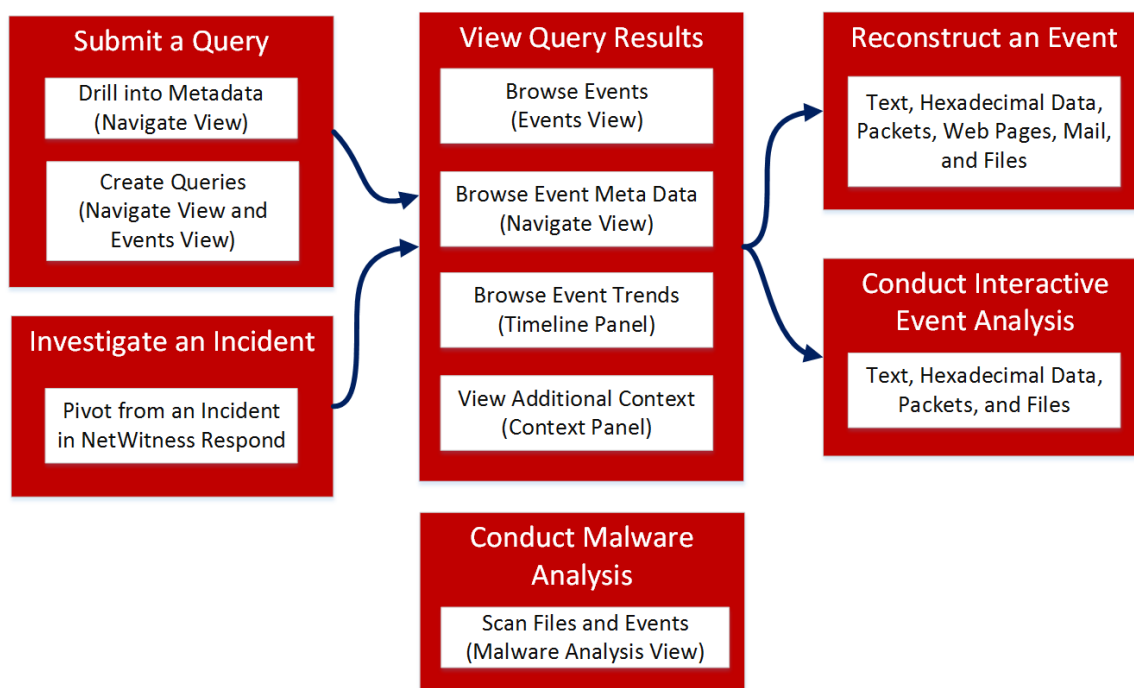 Submit a Query
Drill into Metadata
(Navigate View)
Create Queries
(Navigate View and
Events View)
Investigate an Incident
Pivot from an Incident
in NetWitness Respond
View Query Results
Browse Events
(Events View)
Browse Event Meta Data
(Navigate View)
Browse Event Trends
(Timeline Panel)
View Additional Context
(Context Panel)
Conduct Malware
Analysis
Scan Files and Events
(Malware Analysis View)
Reconstruct an Event
Text, Hexadecimal Data,
Packets, Web Pages, Mail,
and Files
Conduct Interactive
Event Analysis
Text, Hexadecimal Data,
Packets, and Files